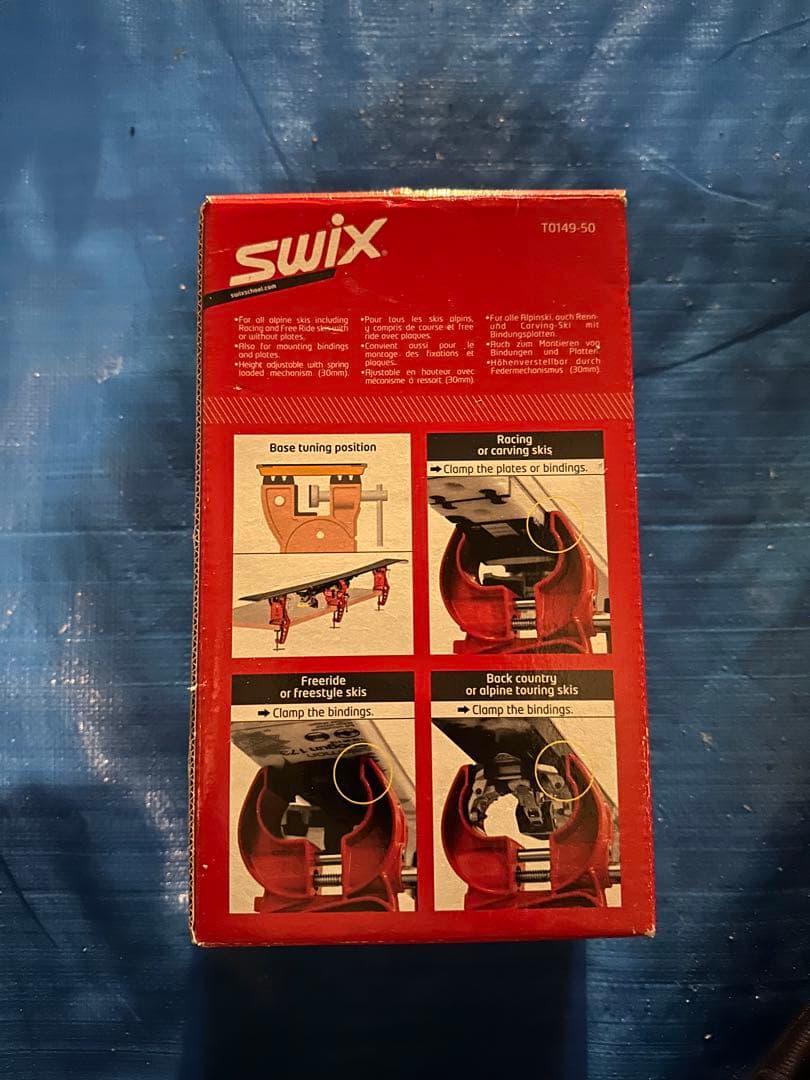 swix
T0149-50
swixschool.com
•For all alpine skis including
Racing and Free Ride skis with
or without plates.
•Also for mounting bindings
and plates.
•Height adjustable with spring
loaded mechanism (30mm).
•Pour tous les skis alpins,
y compris de course et free
ride avec plaques.
•Convient aussi pour le
montage des fixations et
plaques.
•Ajustable en hauteur avec
mécanisme à ressort (30mm).
•Fur alle Alpinski, auch Renn-
und Carving-Ski mit
Bindungsplatten.
•Auch zum Montieren von
Bindungen und Platten.
•Höhenverstellbar durch
Federmechanismus (30mm).
Base tuning position
Racing
or carving skis
➡ Clamp the plates or bindings.
Freeride
or freestyle skis
➡ Clamp the bindings.
Back country
or alpine touring skis
➡ Clamp the bindings.